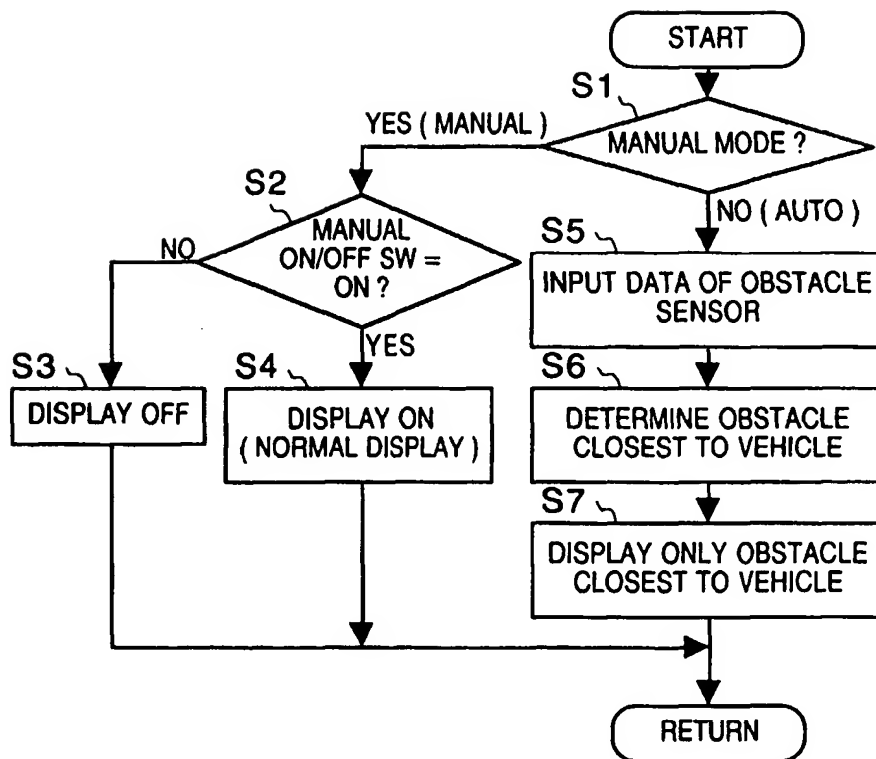 START
S1
YES ( MANUAL )
MANUAL MODE ?
S2
NO ( AUTO )
NO
MANUAL
ON/OFF SW =
ON ?
S5
INPUT DATA OF OBSTACLE
SENSOR
YES
S3
DISPLAY OFF
S4
DISPLAY ON
( NORMAL DISPLAY )
S6
DETERMINE OBSTACLE
CLOSEST TO VEHICLE
S7
DISPLAY ONLY OBSTACLE
CLOSEST TO VEHICLE
RETURN